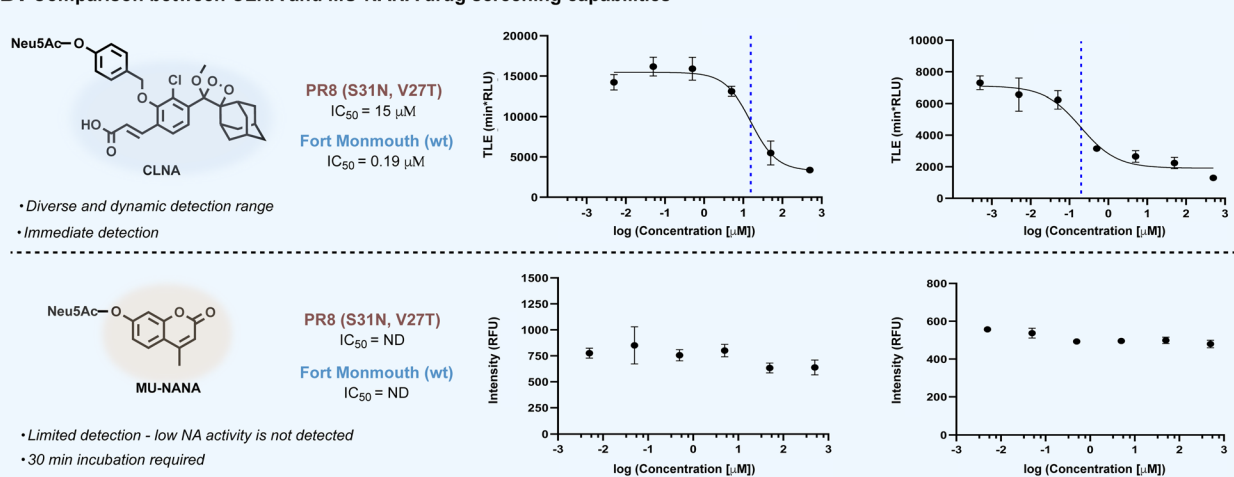 Neu5Ac
O
Cl
O
O
O
O
HO
O
CLNA
PR8 (S31N, V27T)
IC50 = 15 μM
Fort Monmouth (wt)
IC50 = 0.19 μM
• Diverse and dynamic detection range
• Immediate detection
TLE (min*RLU)
20000
15000
10000
5000
0
-3 -2 -1 0 1 2 3
log (Concentration [μM])
TLE (min*RLU)
10000
8000
6000
4000
2000
0
-3 -2 -1 0 1 2 3
log (Concentration [μM])
Neu5Ac
O
O
O
MU-NANA
PR8 (S31N, V27T)
IC50 = ND
Fort Monmouth (wt)
IC50 = ND
• Limited detection - low NA activity is not detected
• 30 min incubation required
Intensity (RFU)
1500
1250
1000
750
500
250
0
-3 -2 -1 0 1 2 3
log (Concentration [μM])
Intensity (RFU)
800
600
400
200
0
-3 -2 -1 0 1 2 3
log (Concentration [μM])